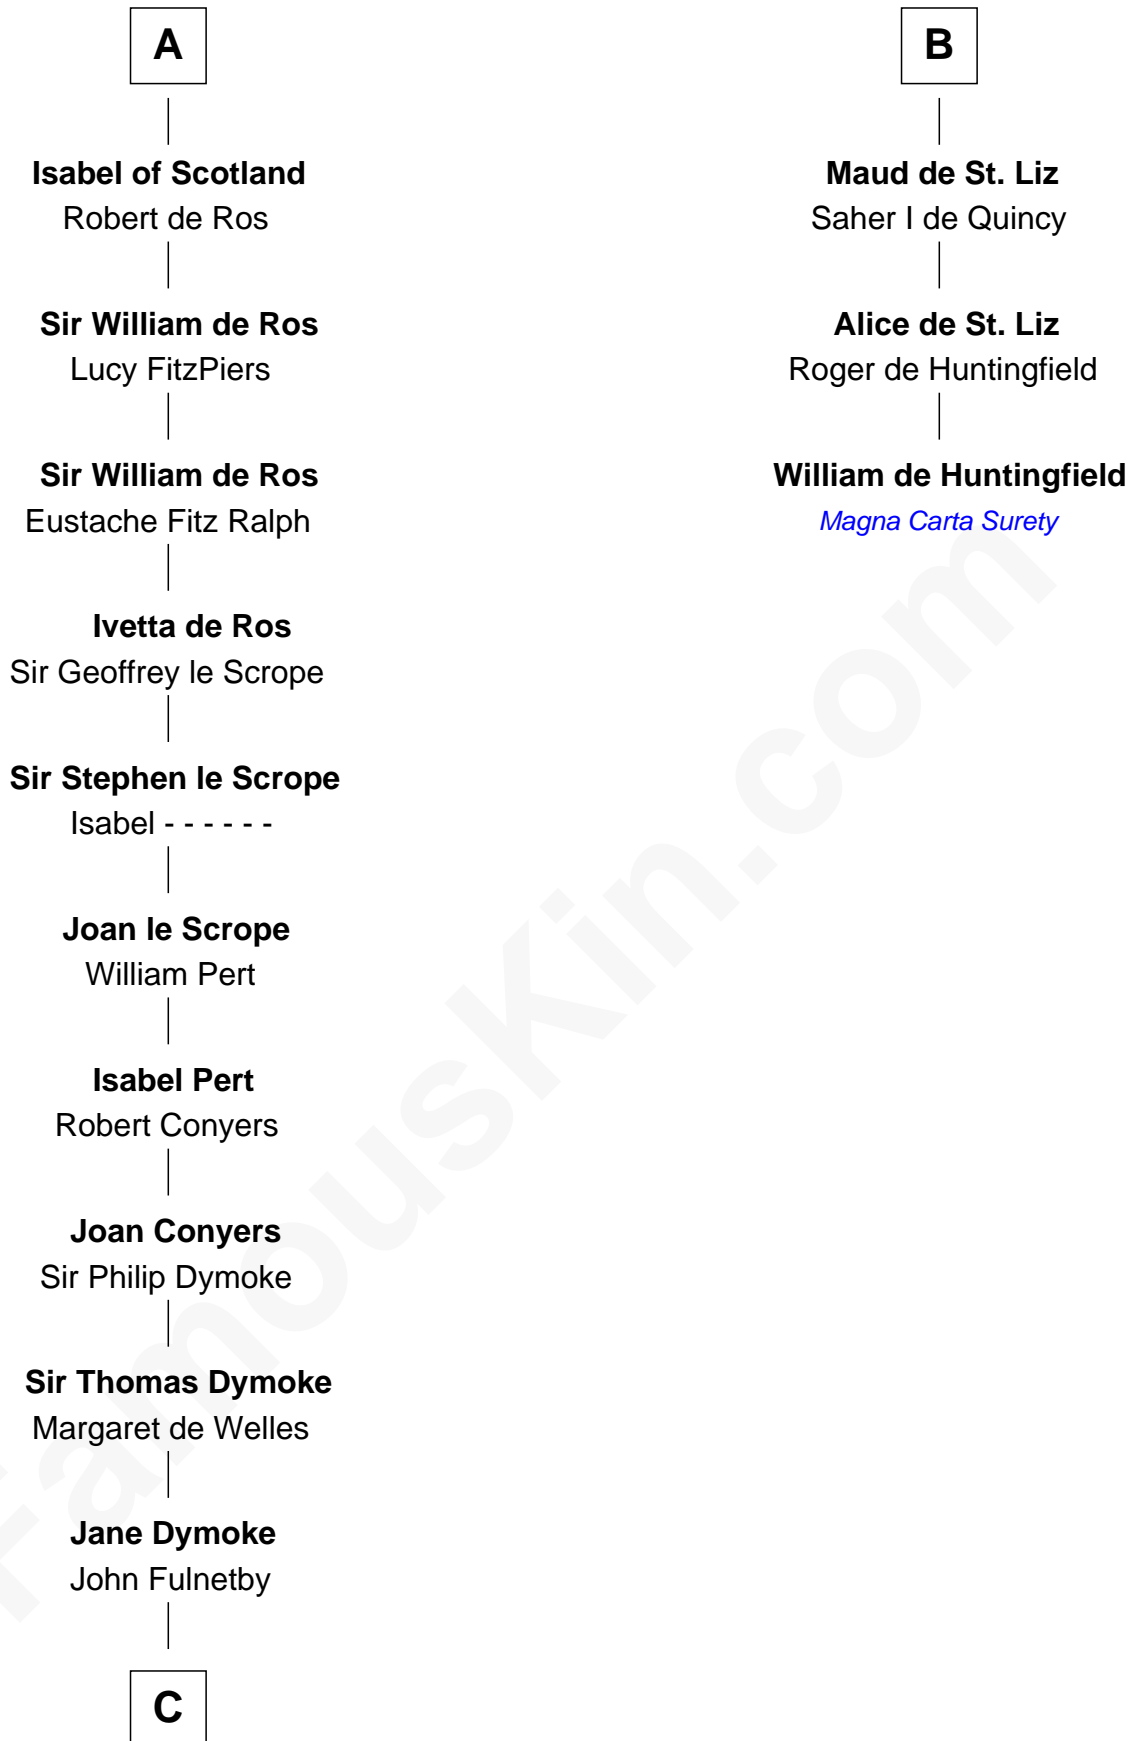 A
Isabel of Scotland
Robert de Ros
Sir William de Ros
Lucy FitzPiers
Sir William de Ros
Eustache Fitz Ralph
Ivetta de Ros
Sir Geoffrey le Scrope
Sir Stephen le Scrope
Isabel - - - - - -
Joan le Scrope
William Pert
Isabel Pert
Robert Conyers
Joan Conyers
Sir Philip Dymoke
Sir Thomas Dymoke
Margaret de Welles
Jane Dymoke
John Fulnetby
C
B
Maud de St. Liz
Saher I de Quincy
Alice de St. Liz
Roger de Huntingfield
William de Huntingfield
Magna Carta Surety
FamousKin.com